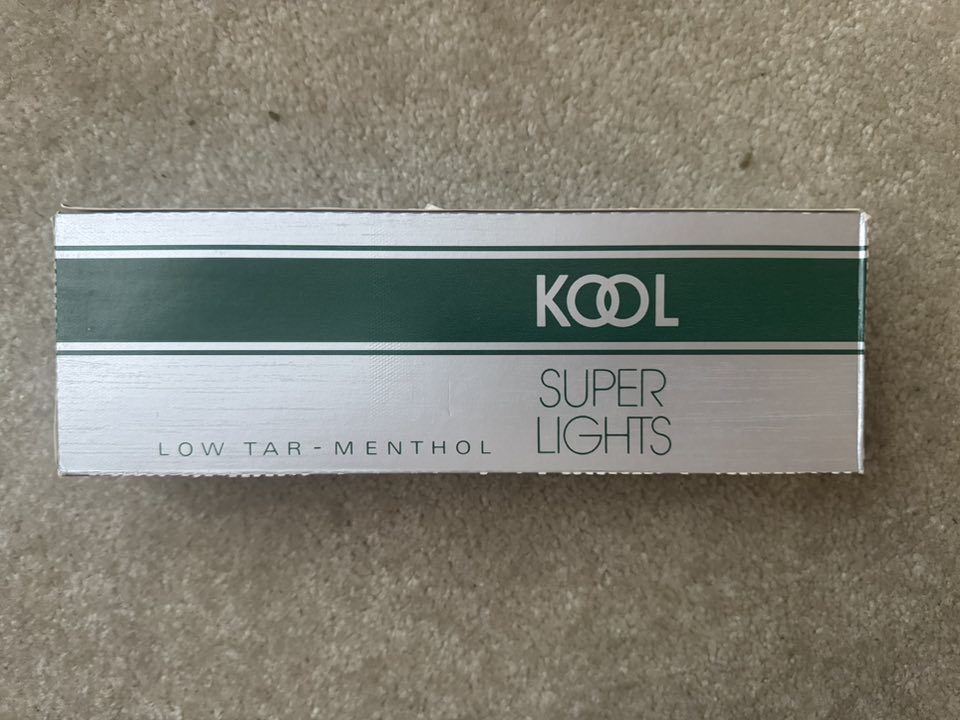 KOOL
SUPER
LIGHTS
LOW TAR-MENTHOL